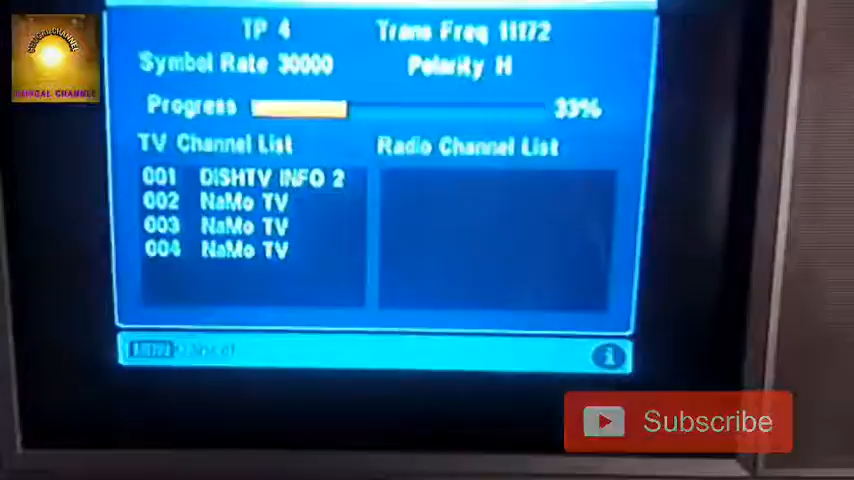 TP 4 Trans Freq 11172
Symbol Rate 30000 Polarity H
Progress 33%
TV Channel List Radio Channel List
001 DISHTV INFO 2
002 NaMo TV
003 NaMo TV
004 NaMo TV
Subscribe